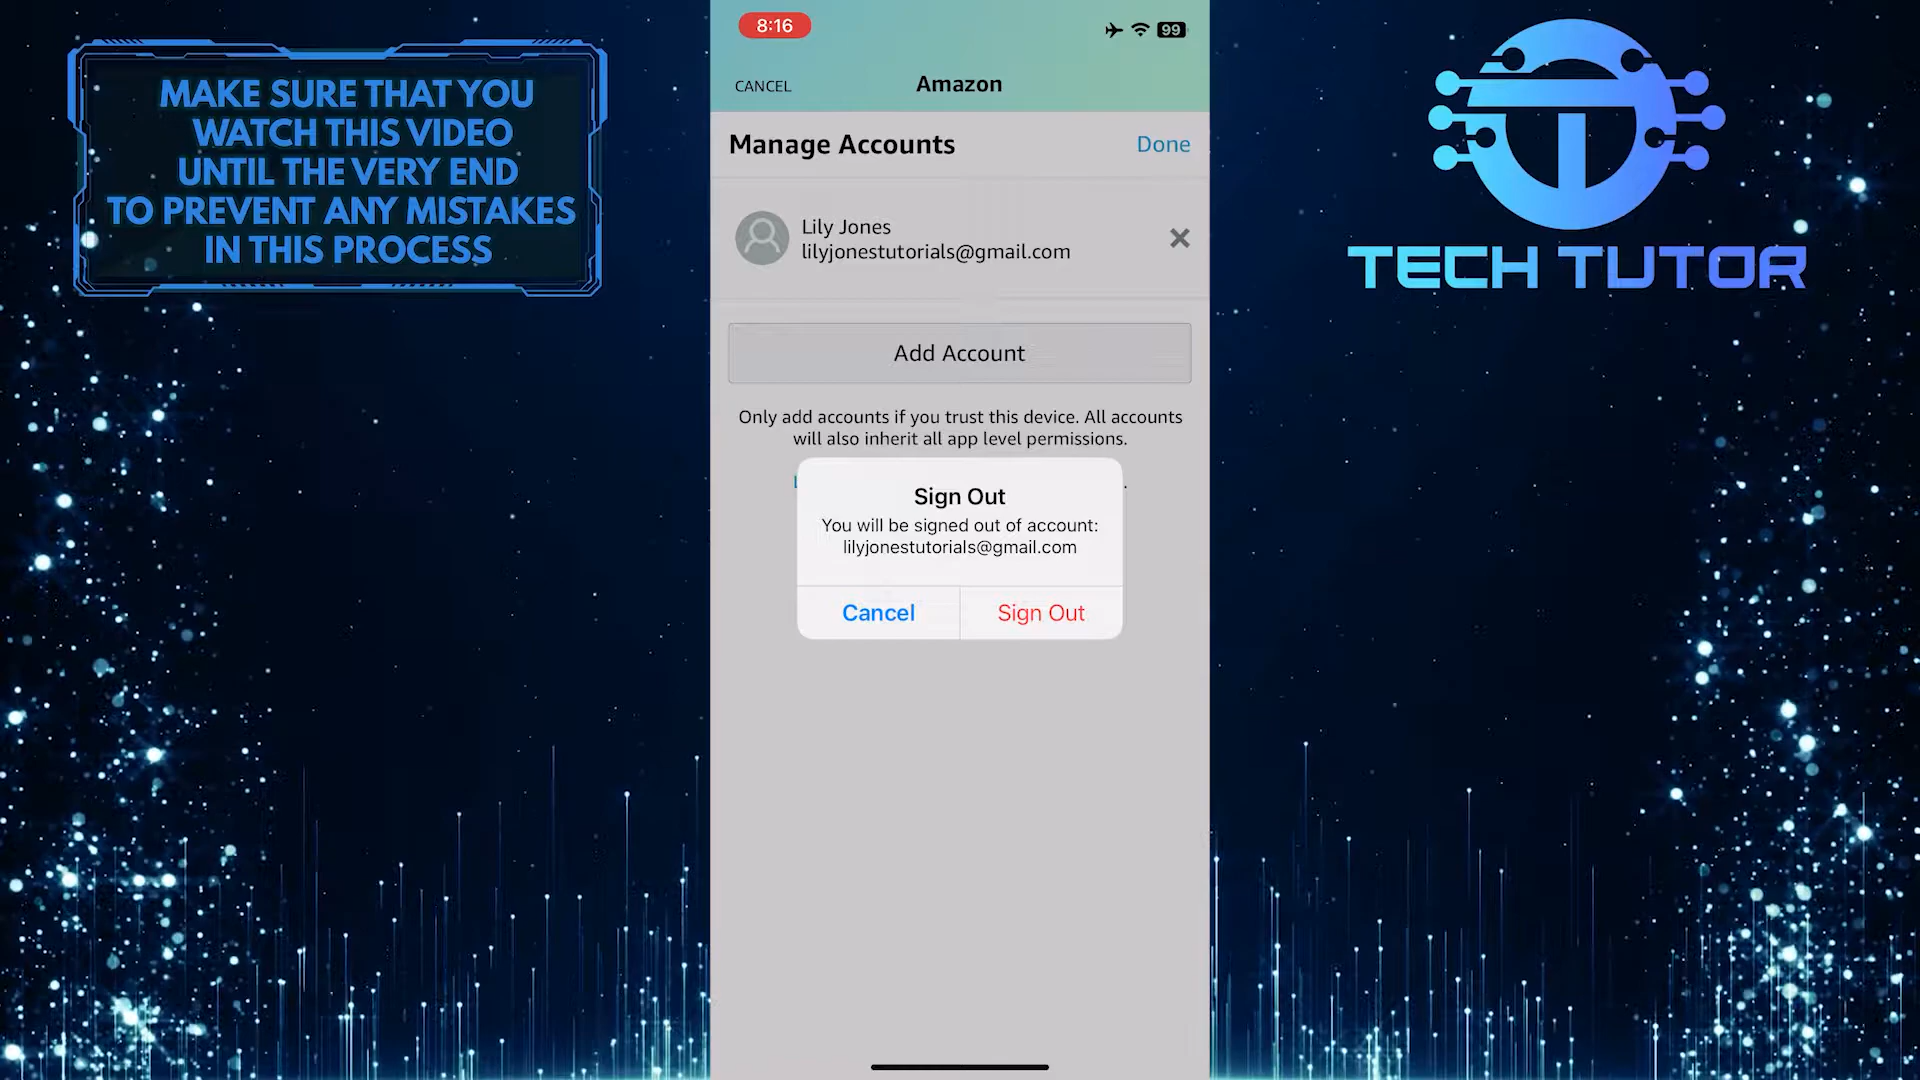 MAKE SURE THAT YOU
WATCH THIS VIDEO
UNTIL THE VERY END
TO PREVENT ANY MISTAKES
IN THIS PROCESS
8:16
99
CANCEL
Amazon
Manage Accounts
Done
Lily Jones
lilyjonestutorials@gmail.com
Add Account
Only add accounts if you trust this device. All accounts
will also inherit all app level permissions.
Sign Out
You will be signed out of account:
lilyjonestutorials@gmail.com
Cancel
Sign Out
TECH TUTOR